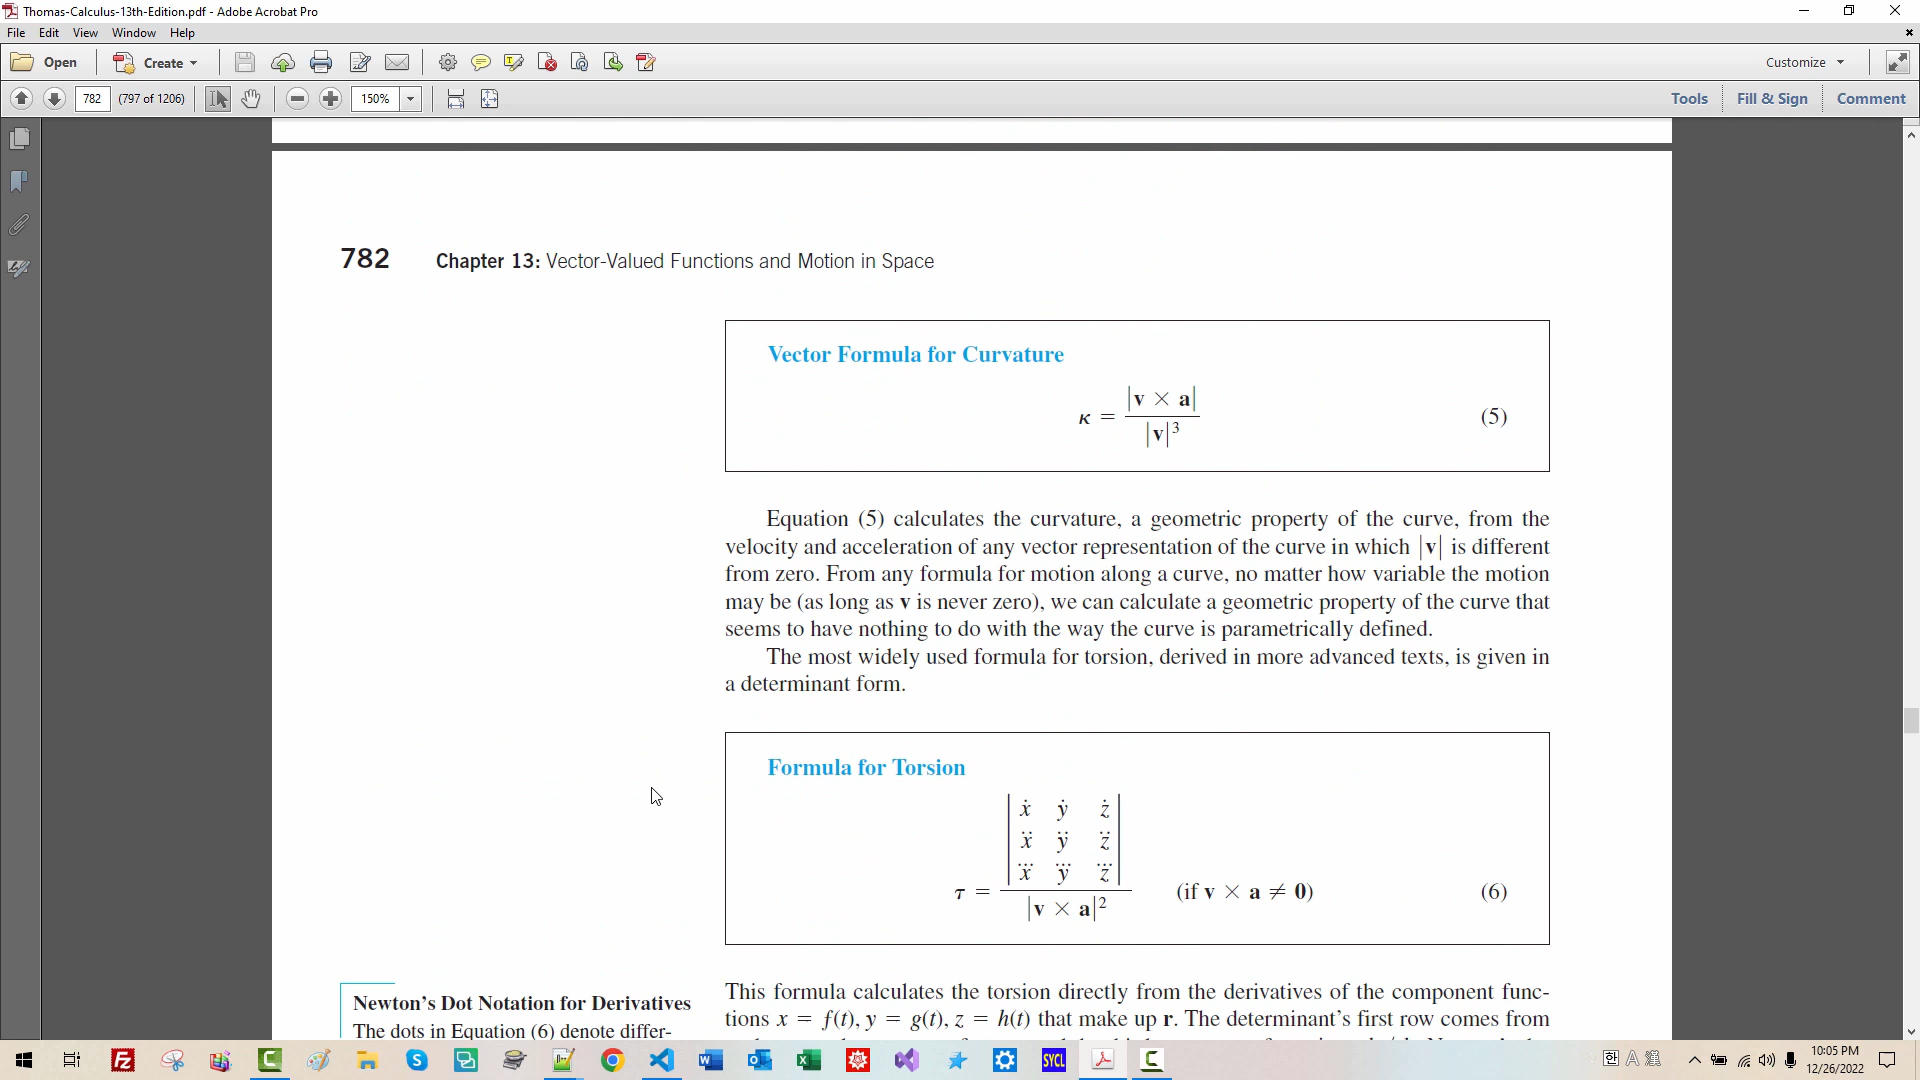 Thomas-Calculus-13th-Edition.pdf - Adobe Acrobat Pro
File Edit View Window Help
Open Create Customize
782 (797 of 1206) 150% Tools Fill & Sign Comment
782 Chapter 13: Vector-Valued Functions and Motion in Space
Vector Formula for Curvature
κ = |v × a| / |v|³ (5)
Equation (5) calculates the curvature, a geometric property of the curve, from the
velocity and acceleration of any vector representation of the curve in which |v| is different
from zero. From any formula for motion along a curve, no matter how variable the motion
may be (as long as v is never zero), we can calculate a geometric property of the curve that
seems to have nothing to do with the way the curve is parametrically defined.
The most widely used formula for torsion, derived in more advanced texts, is given in
a determinant form.
Formula for Torsion
| ẋ ẏ ż |
| ẍ ÿ z̈ |
| x⃛ y⃛ z⃛ |
τ = / |v × a|² (if v × a ≠ 0) (6)
Newton's Dot Notation for Derivatives
The dots in Equation (6) denote differ-
This formula calculates the torsion directly from the derivatives of the component func-
tions x = f(t), y = g(t), z = h(t) that make up r. The determinant's first row comes from
SYCL
한 A 漢
10:05 PM
12/26/2022